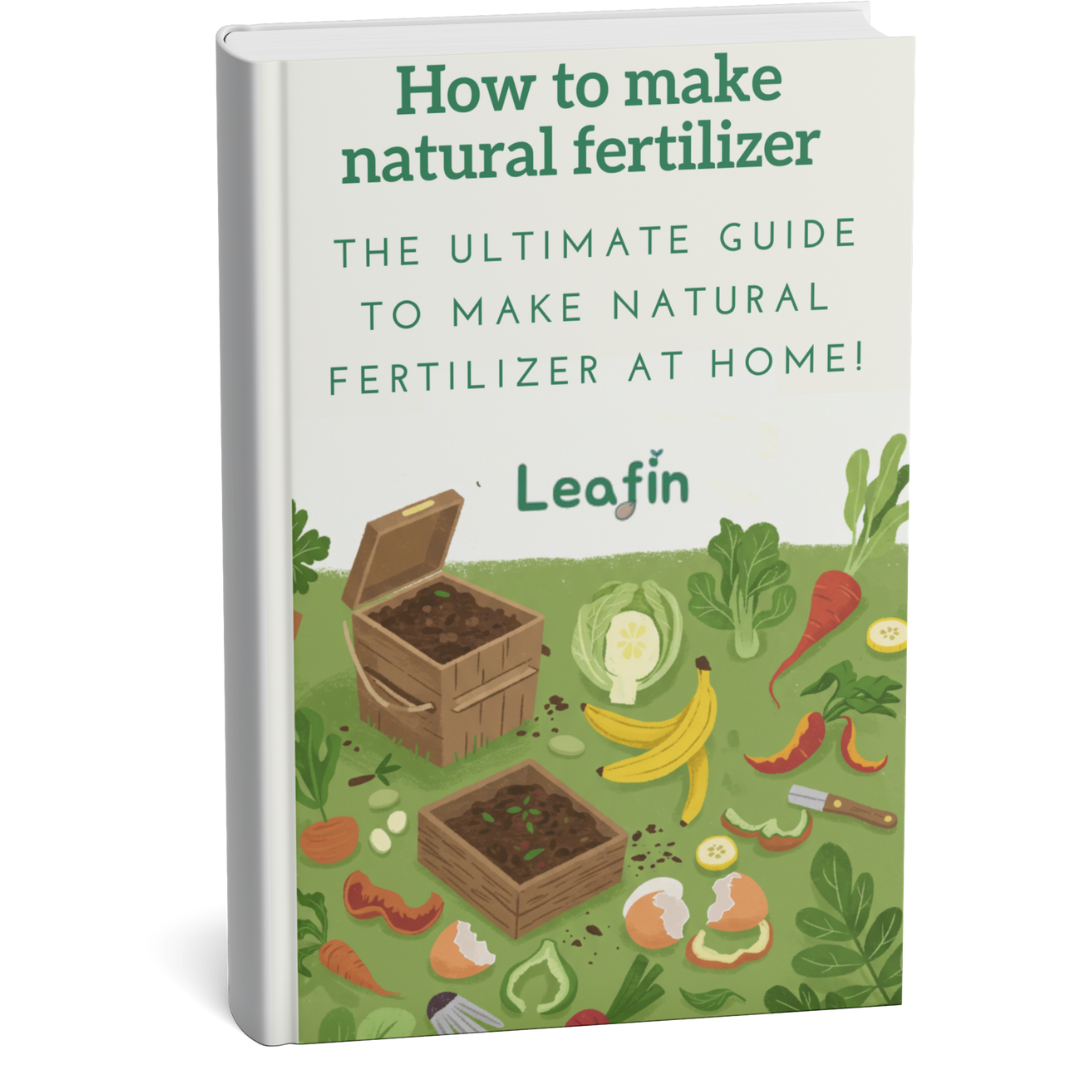 How to make
natural fertilizer
THE ULTIMATE GUIDE
TO MAKE NATURAL
FERTILIZER AT HOME!
Leafin